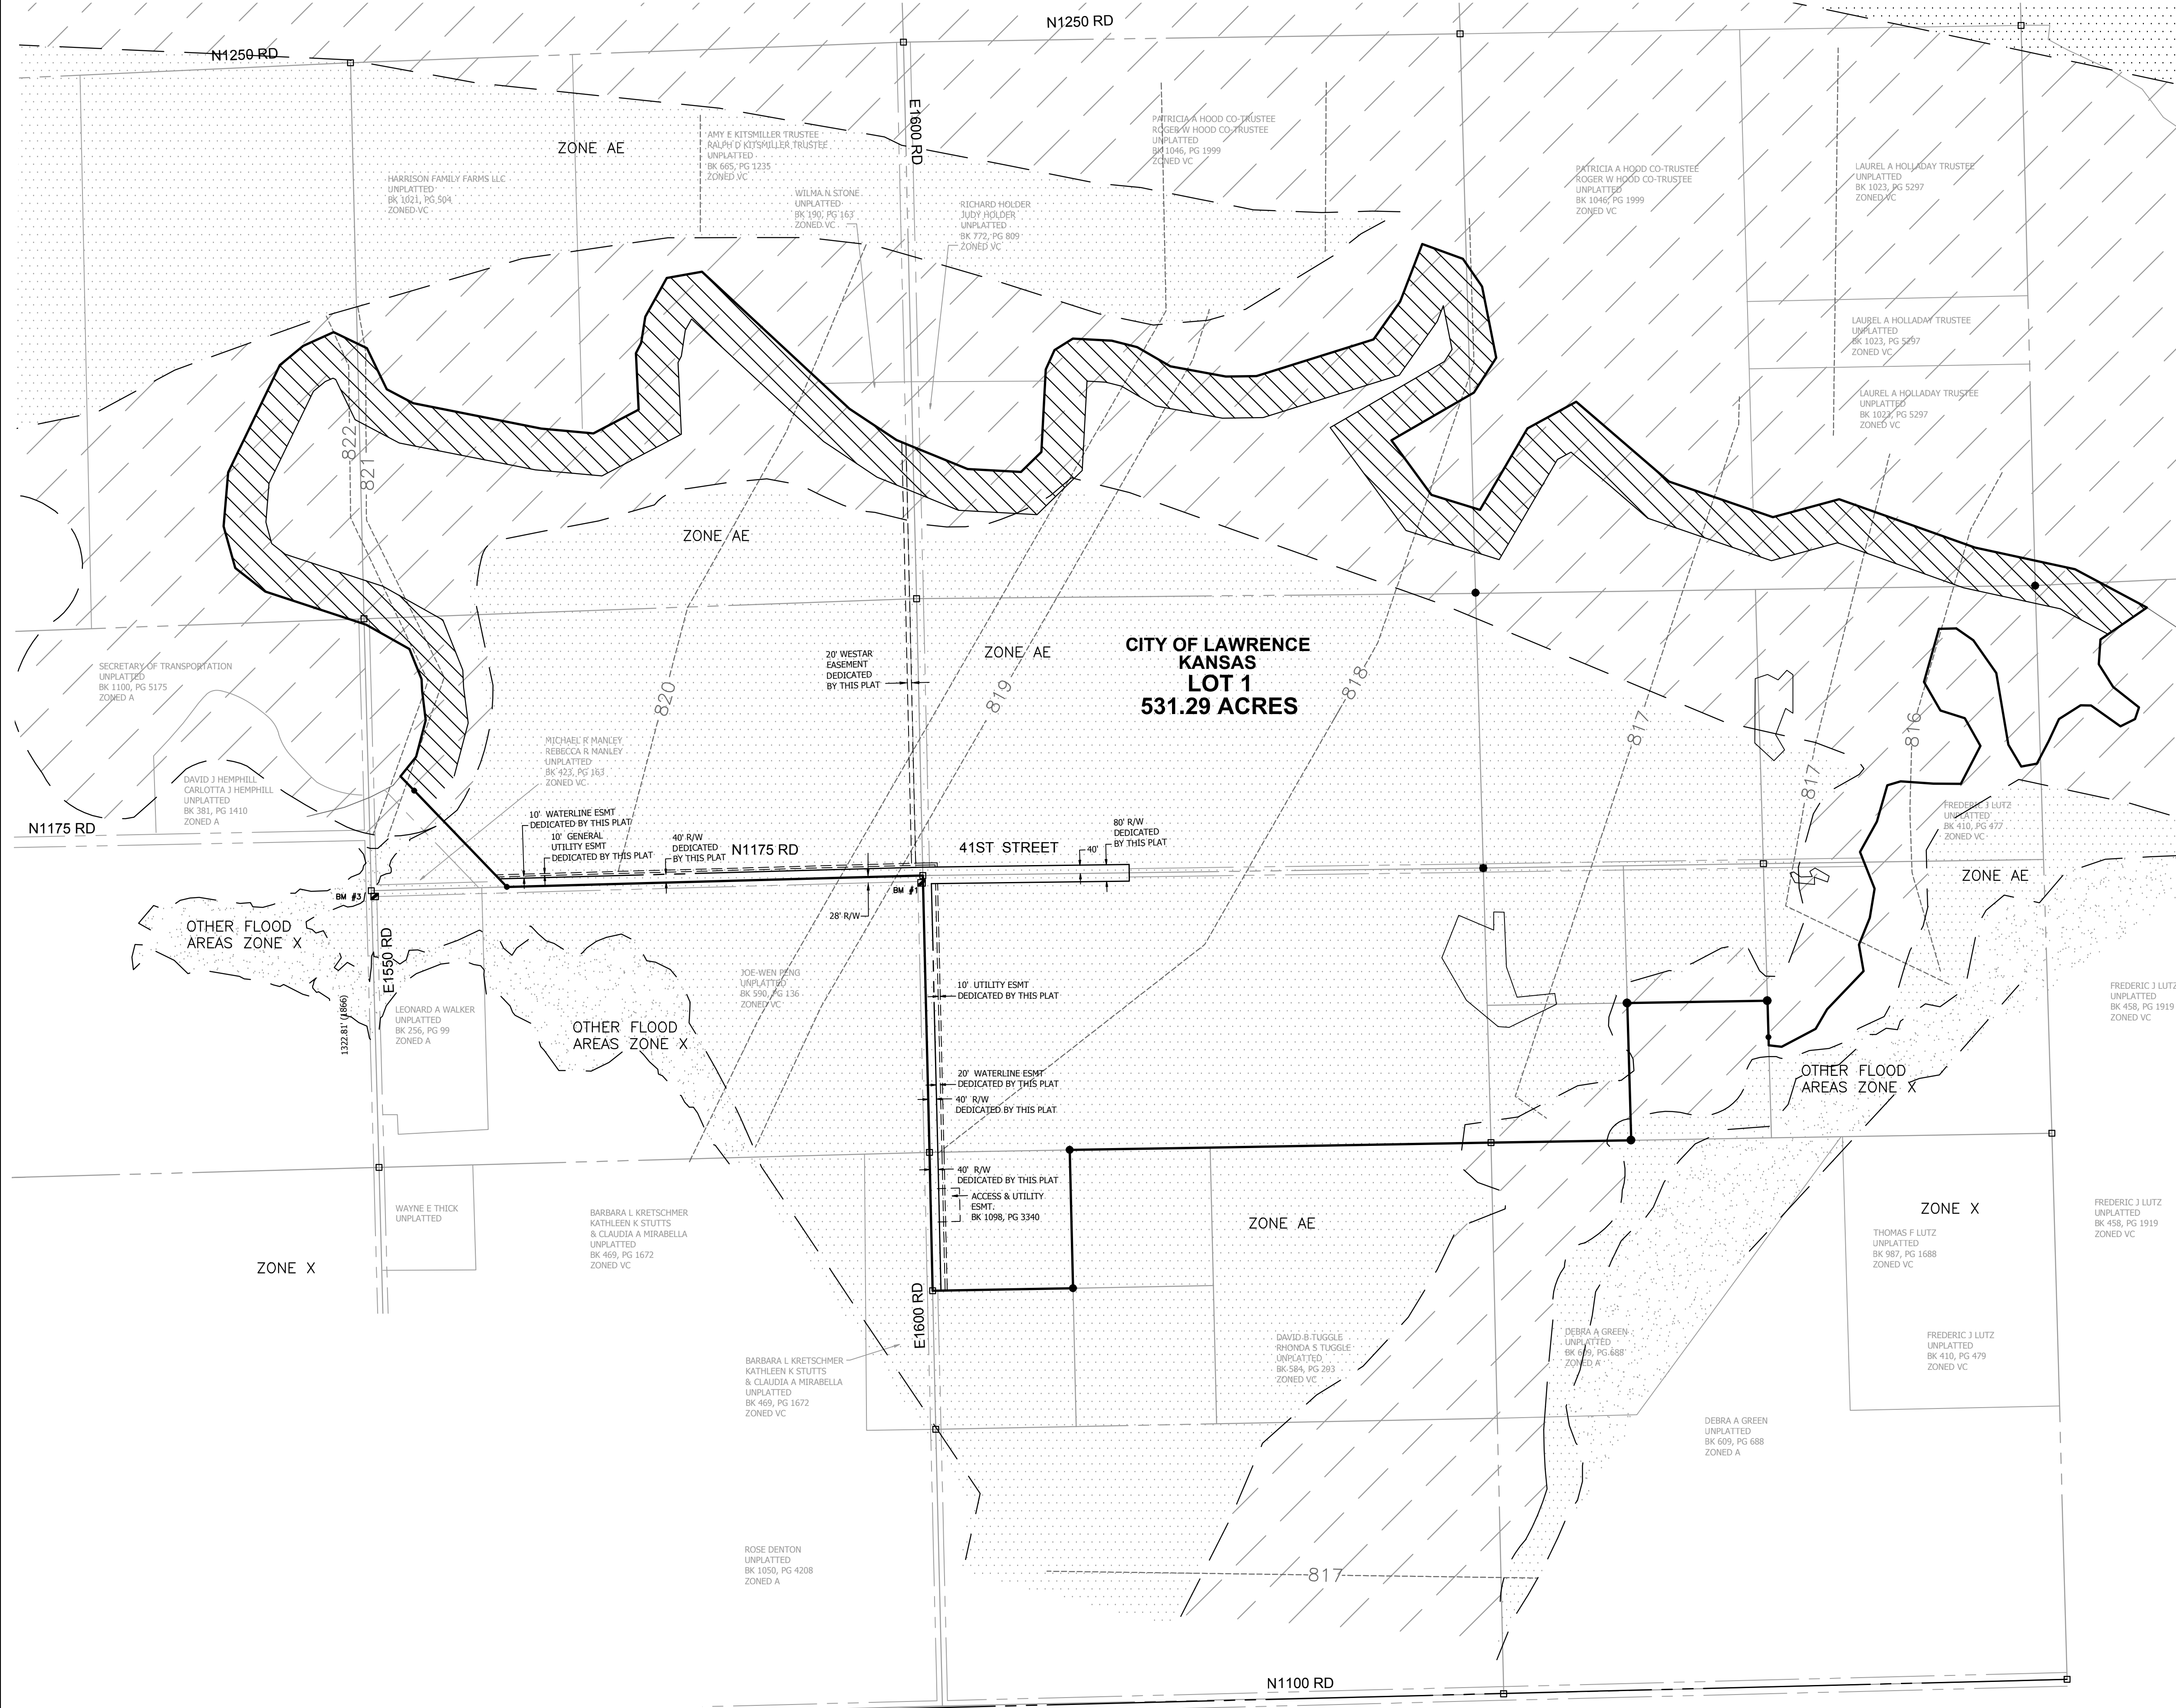 N1250 RD
N1250 RD
E1600 RD
ZONE AE
AMY E KITSMILLER TRUSTEE
RALPH D KITSMILLER TRUSTEE
UNPLATTED
BK 665, PG 1235
ZONED VC
PATRICIA A HOOD CO-TRUSTEE
ROGER W HOOD CO-TRUSTEE
UNPLATTED
BK 1046, PG 1999
ZONED VC
HARRISON FAMILY FARMS LLC
UNPLATTED
BK 1021, PG 504
ZONED VC
WILMA N STONE
UNPLATTED
BK 190, PG 163
ZONED VC
RICHARD HOLDER
JUDY HOLDER
UNPLATTED
BK 772, PG 809
ZONED VC
PATRICIA A HOOD CO-TRUSTEE
ROGER W HOOD CO-TRUSTEE
UNPLATTED
BK 1046, PG 1999
ZONED VC
LAUREL A HOLLADAY TRUSTEE
UNPLATTED
BK 1023, PG 5297
ZONED VC
LAUREL A HOLLADAY TRUSTEE
UNPLATTED
BK 1023, PG 5297
ZONED VC
LAUREL A HOLLADAY TRUSTEE
UNPLATTED
BK 1023, PG 5297
ZONED VC
822
821
ZONE AE
ZONE AE
20' WESTAR
EASEMENT
DEDICATED
BY THIS PLAT
CITY OF LAWRENCE
KANSAS
LOT 1
531.29 ACRES
820
819
818
817
817
816
SECRETARY OF TRANSPORTATION
UNPLATTED
BK 1100, PG 5175
ZONED A
MICHAEL R MANLEY
REBECCA R MANLEY
UNPLATTED
BK 423, PG 163
ZONED VC
DAVID J HEMPHILL
CARLOTTA J HEMPHILL
UNPLATTED
BK 381, PG 1410
ZONED A
N1175 RD
10' WATERLINE ESMT
DEDICATED BY THIS PLAT
10' GENERAL
UTILITY ESMT
DEDICATED BY THIS PLAT
40' R/W
DEDICATED
BY THIS PLAT
N1175 RD
41ST STREET
40'
80' R/W
DEDICATED
BY THIS PLAT
FREDERIC J LUTZ
UNPLATTED
BK 410, PG 477
ZONED VC
ZONE AE
BM #3
BM #1
28' R/W
OTHER FLOOD
AREAS ZONE X
E1550 RD
1322.81' (1866)
LEONARD A WALKER
UNPLATTED
BK 256, PG 99
ZONED A
OTHER FLOOD
AREAS ZONE X
JOE-WEN PENG
UNPLATTED
BK 590, PG 136
ZONED VC
10' UTILITY ESMT
DEDICATED BY THIS PLAT
20' WATERLINE ESMT
DEDICATED BY THIS PLAT
40' R/W
DEDICATED BY THIS PLAT
FREDERIC J LUTZ
UNPLATTED
BK 458, PG 1919
ZONED VC
OTHER FLOOD
AREAS ZONE X
40' R/W
DEDICATED BY THIS PLAT
ACCESS & UTILITY
ESMT.
BK 1098, PG 3340
WAYNE E THICK
UNPLATTED
BARBARA L KRETSCHMER
KATHLEEN K STUTTS
& CLAUDIA A MIRABELLA
UNPLATTED
BK 469, PG 1672
ZONED VC
ZONE AE
ZONE X
THOMAS F LUTZ
UNPLATTED
BK 987, PG 1688
ZONED VC
FREDERIC J LUTZ
UNPLATTED
BK 458, PG 1919
ZONED VC
ZONE X
E1600 RD
BARBARA L KRETSCHMER
KATHLEEN K STUTTS
& CLAUDIA A MIRABELLA
UNPLATTED
BK 469, PG 1672
ZONED VC
DAVID B TUGGLE
RHONDA S TUGGLE
UNPLATTED
BK 584, PG 293
ZONED VC
DEBRA A GREEN
UNPLATTED
BK 609, PG 688
ZONED A
FREDERIC J LUTZ
UNPLATTED
BK 410, PG 479
ZONED VC
DEBRA A GREEN
UNPLATTED
BK 609, PG 688
ZONED A
ROSE DENTON
UNPLATTED
BK 1050, PG 4208
ZONED A
817
N1100 RD